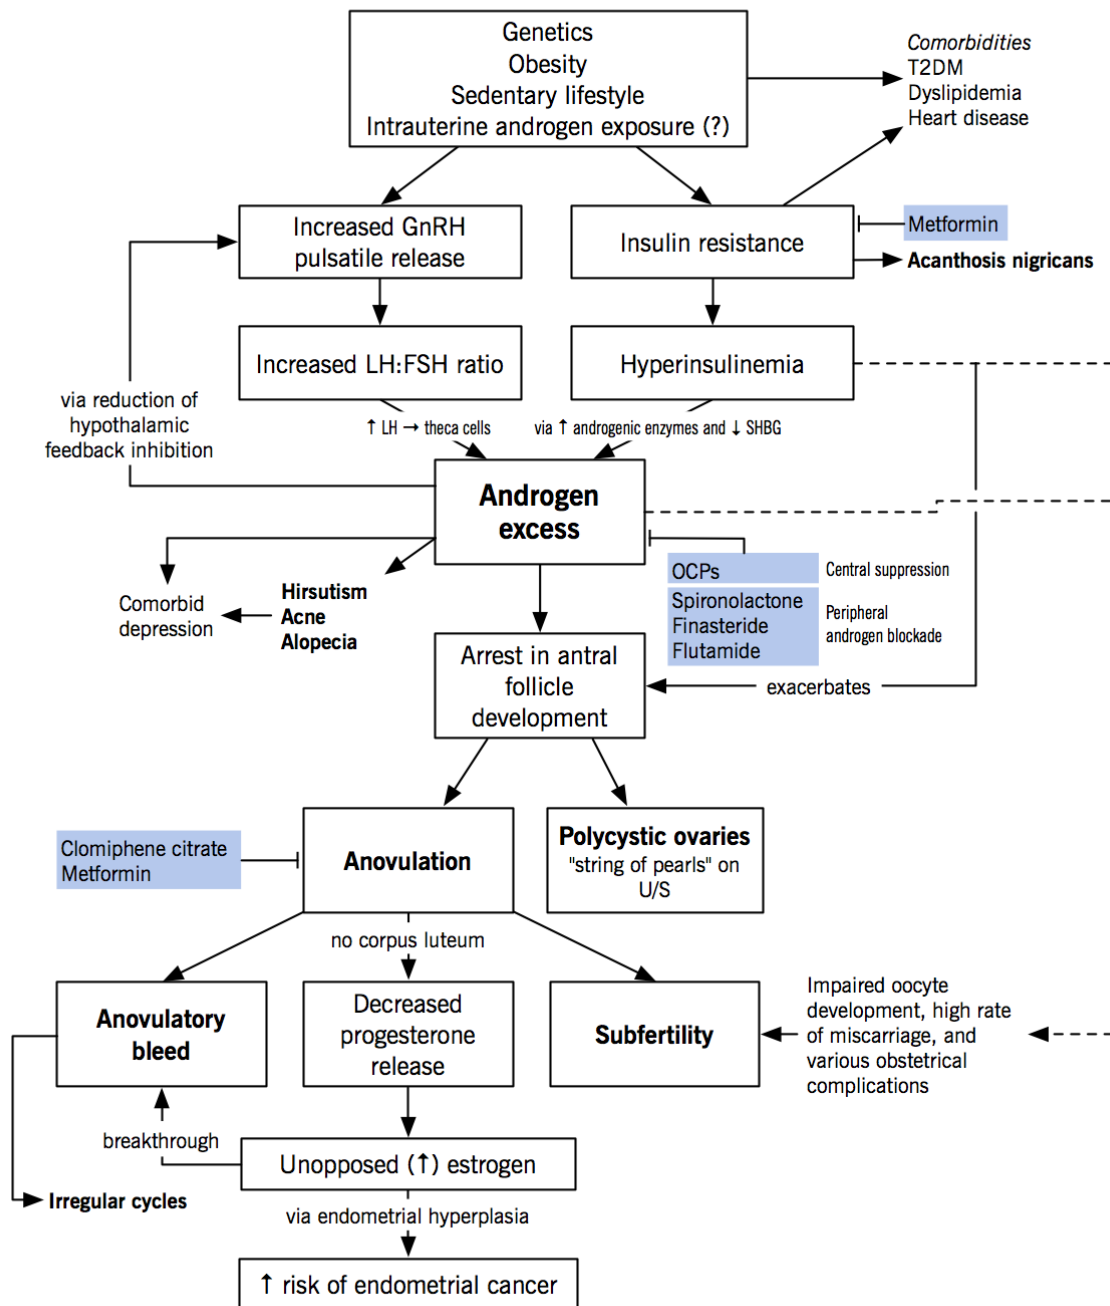 Genetics
Obesity
Sedentary lifestyle
Intrauterine androgen exposure (?)
Comorbidities
T2DM
Dyslipidemia
Heart disease
Increased GnRH
pulsatile release
Insulin resistance
Metformin
Acanthosis nigricans
Increased LH:FSH ratio
Hyperinsulinemia
via reduction of
hypothalamic
feedback inhibition
↑ LH → theca cells
via ↑ androgenic enzymes and ↓ SHBG
Androgen
excess
OCPs
Central suppression
Spironolactone
Finasteride
Flutamide
Peripheral
androgen blockade
Comorbid
depression
Hirsutism
Acne
Alopecia
Arrest in antral
follicle
development
exacerbates
Clomiphene citrate
Metformin
Anovulation
Polycystic ovaries
"string of pearls" on
U/S
no corpus luteum
Anovulatory
bleed
Decreased
progesterone
release
Subfertility
Impaired oocyte
development, high rate
of miscarriage, and
various obstetrical
complications
breakthrough
Unopposed (↑) estrogen
Irregular cycles
via endometrial hyperplasia
↑ risk of endometrial cancer